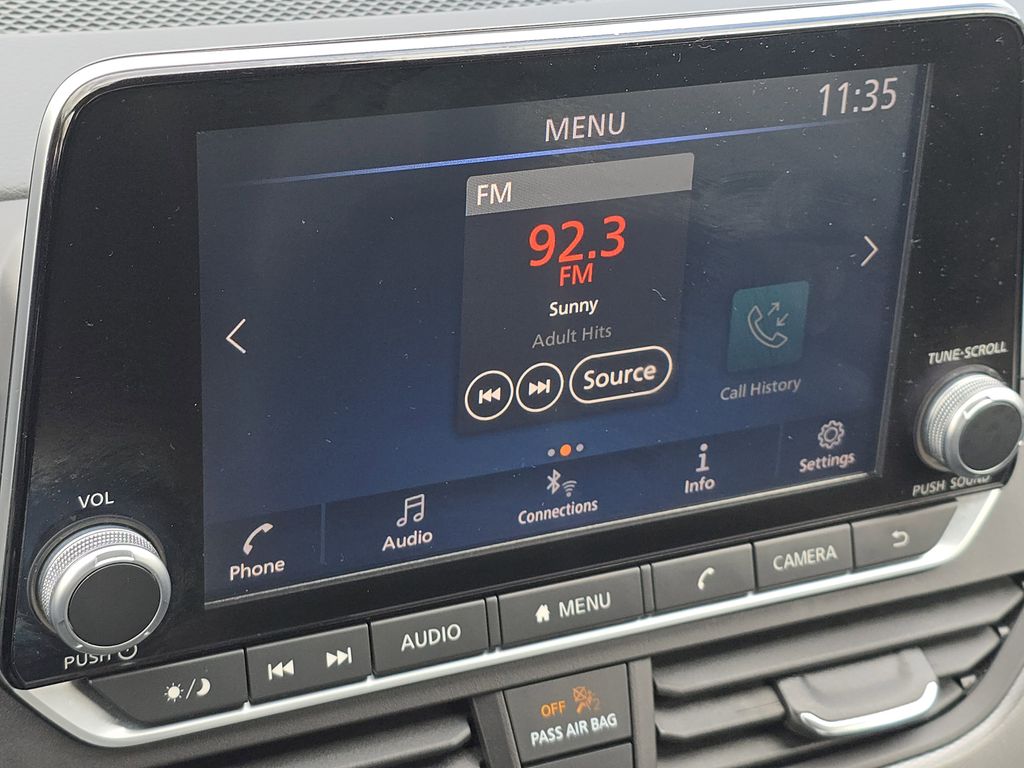 11:35
MENU
FM
92.3
FM
Sunny
Adult Hits
Source
Call History
Phone
Audio
Connections
Info
Settings
VOL
PUSH
TUNE·SCROLL
PUSH SOUND
AUDIO
MENU
CAMERA
OFF
PASS AIR BAG